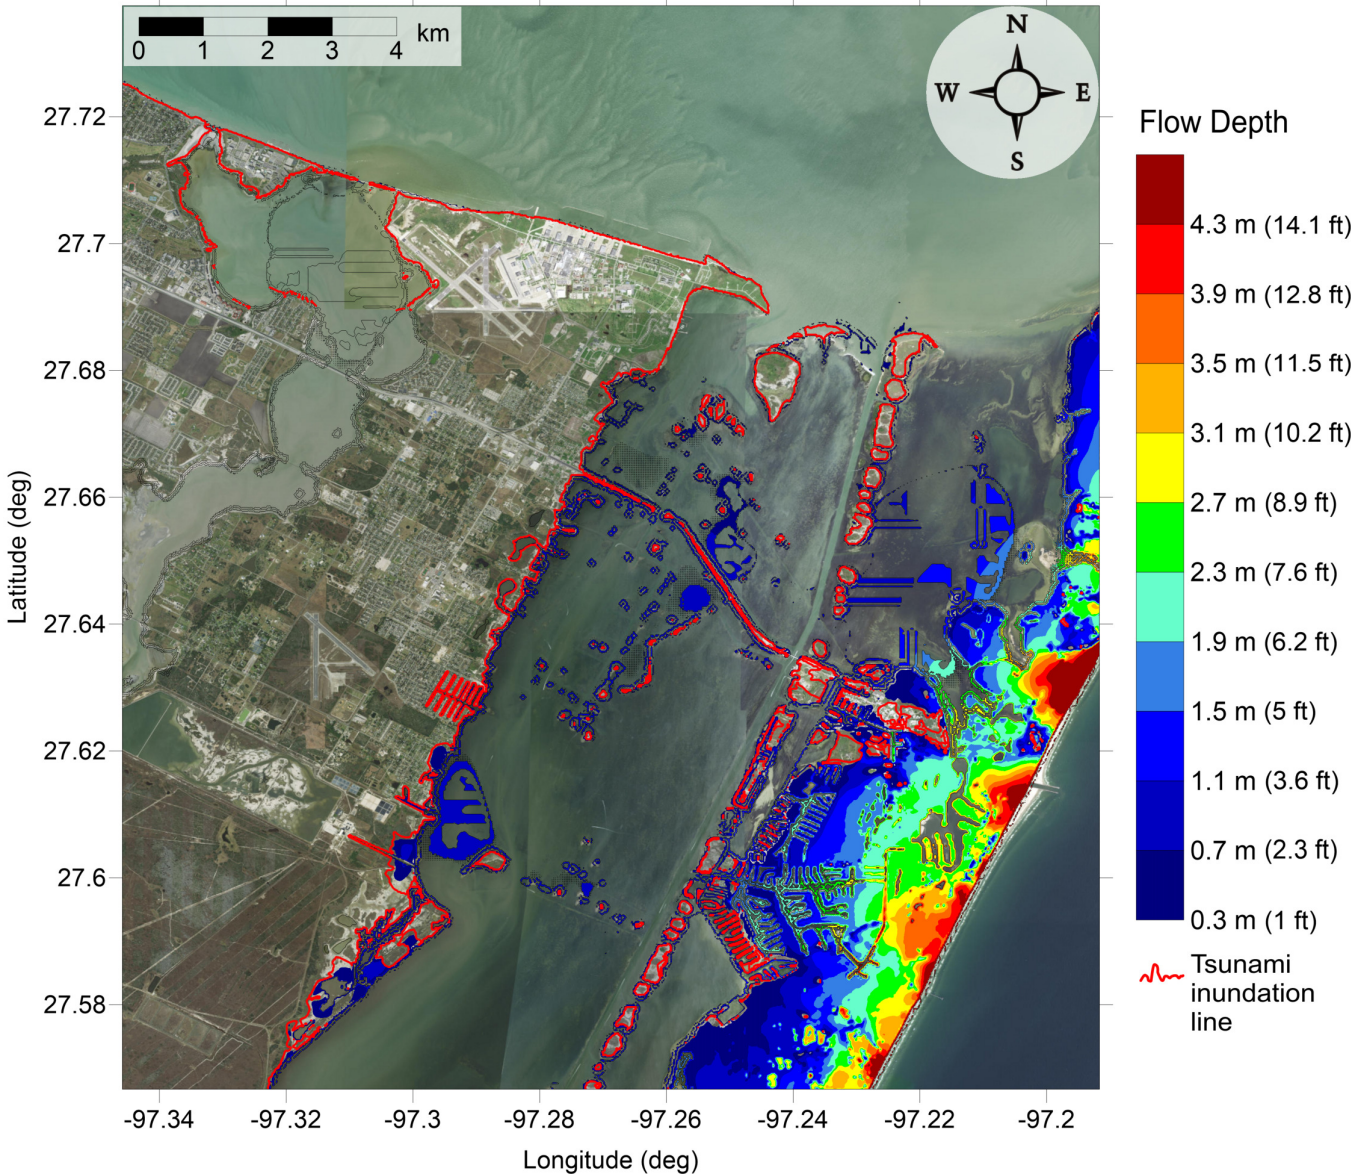 0 1 2 3 4 km
N
W E
S
27.72
27.7
27.68
27.66
27.64
27.62
27.6
27.58
Latitude (deg)
-97.34 -97.32 -97.3 -97.28 -97.26 -97.24 -97.22 -97.2
Longitude (deg)
Flow Depth
4.3 m (14.1 ft)
3.9 m (12.8 ft)
3.5 m (11.5 ft)
3.1 m (10.2 ft)
2.7 m (8.9 ft)
2.3 m (7.6 ft)
1.9 m (6.2 ft)
1.5 m (5 ft)
1.1 m (3.6 ft)
0.7 m (2.3 ft)
0.3 m (1 ft)
Tsunami
inundation
line